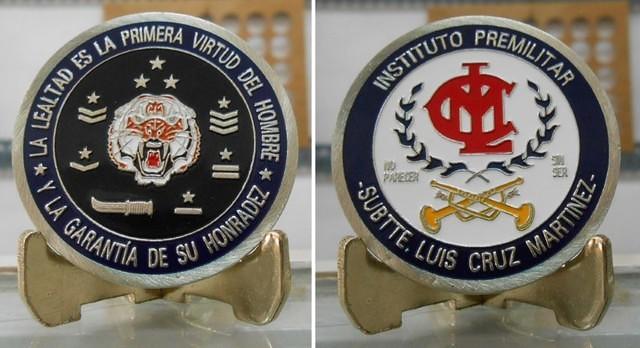 LA LEALTAD ES LA PRIMERA VIRTUD DEL HOMBRE
Y LA GARANTÍA DE SU HONRADEZ
INSTITUTO PREMILITAR
NO PARECER
SIN SER
-SUBTTE. LUIS CRUZ MARTINEZ-